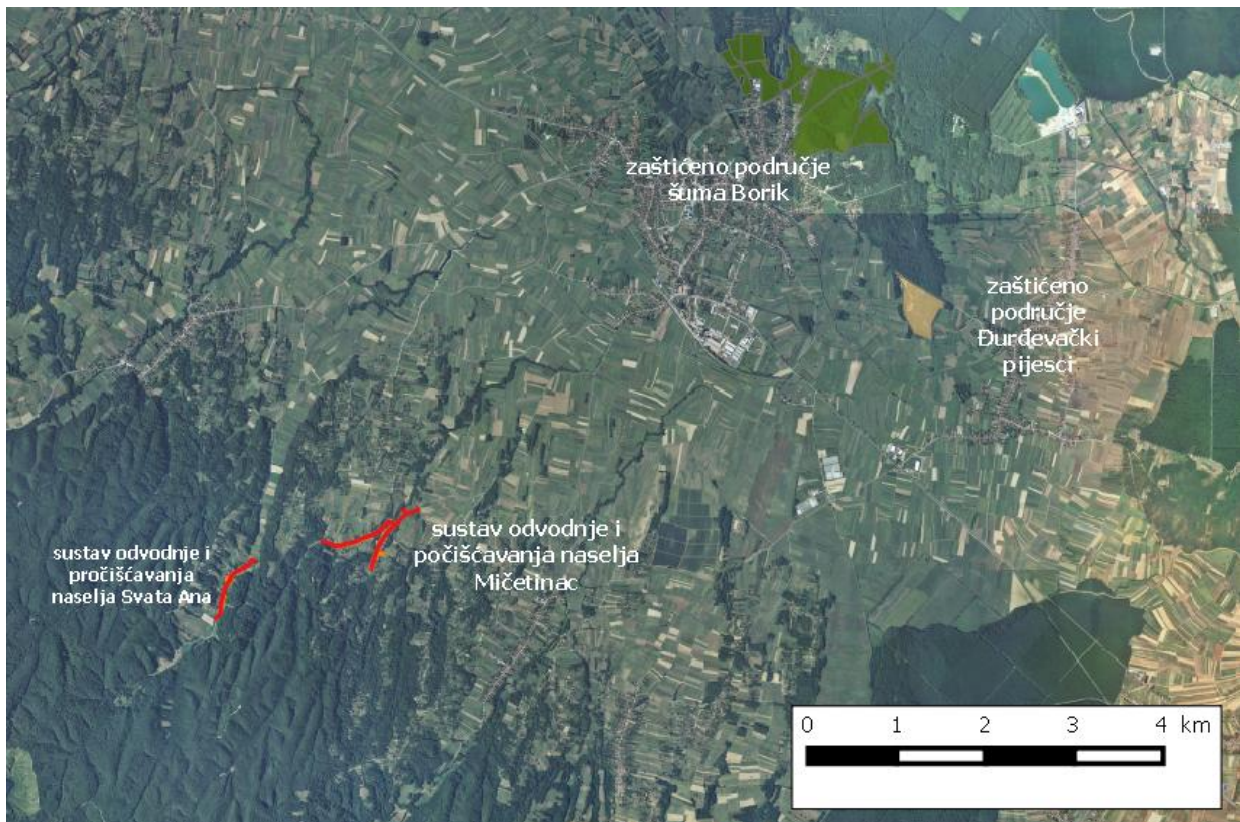 zaštićeno područje
šuma Borik
zaštićeno
područje
Đurđevački
pijesci
sustav odvodnje i
počišćavanja naselja
Mičetinac
sustav odvodnje i
pročišćavanja
naselja Svata Ana
0 1 2 3 4 km